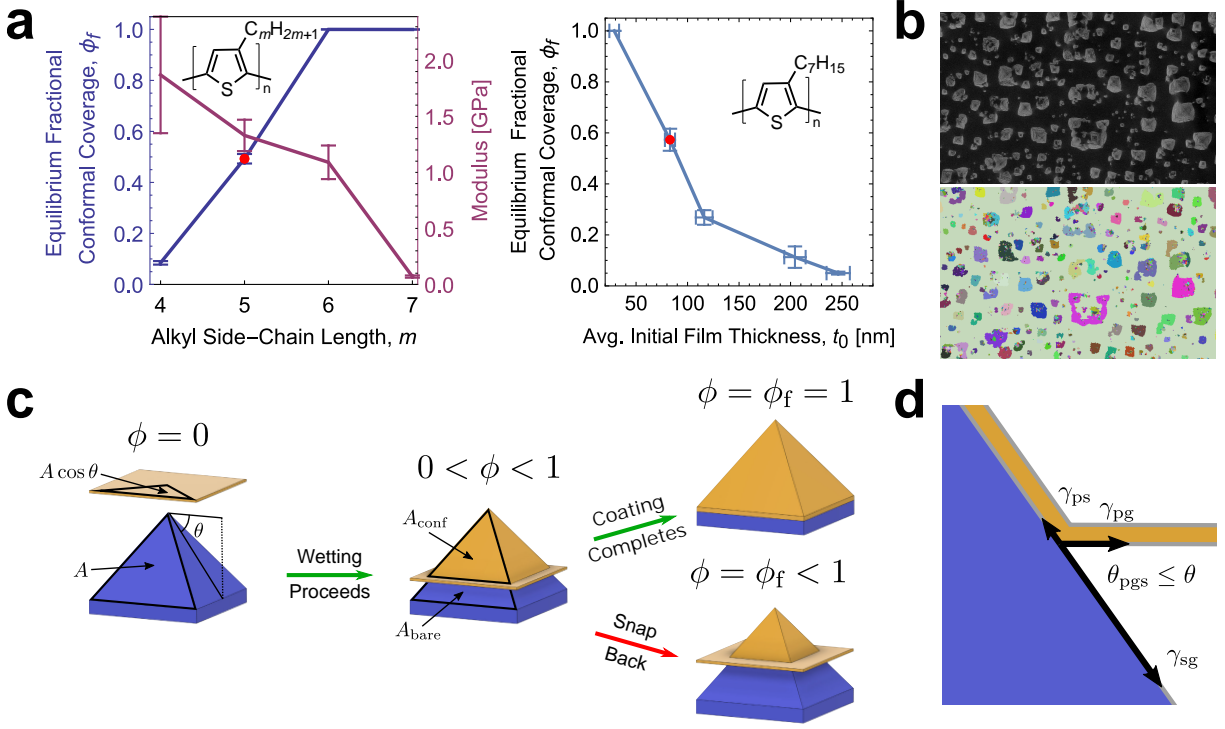 a
Equilibrium Fractional
Conformal Coverage, ϕf
1.0
0.8
0.6
0.4
0.2
0.0
CmH2m+1
S
n
2.0
1.5
1.0
0.5
0.0
Modulus [GPa]
4
5
6
7
Alkyl Side−Chain Length, m
Equilibrium Fractional
Conformal Coverage, ϕf
1.0
0.8
0.6
0.4
0.2
0.0
C7H15
S
n
0
50
100
150
200
250
Avg. Initial Film Thickness, t0 [nm]
b
c
ϕ = 0
A cos θ
θ
A
Wetting
Proceeds
0 < ϕ < 1
Aconf
Abare
Coating
Completes
Snap
Back
ϕ = ϕf = 1
ϕ = ϕf < 1
d
γps
γpg
θpgs ≤ θ
γsg